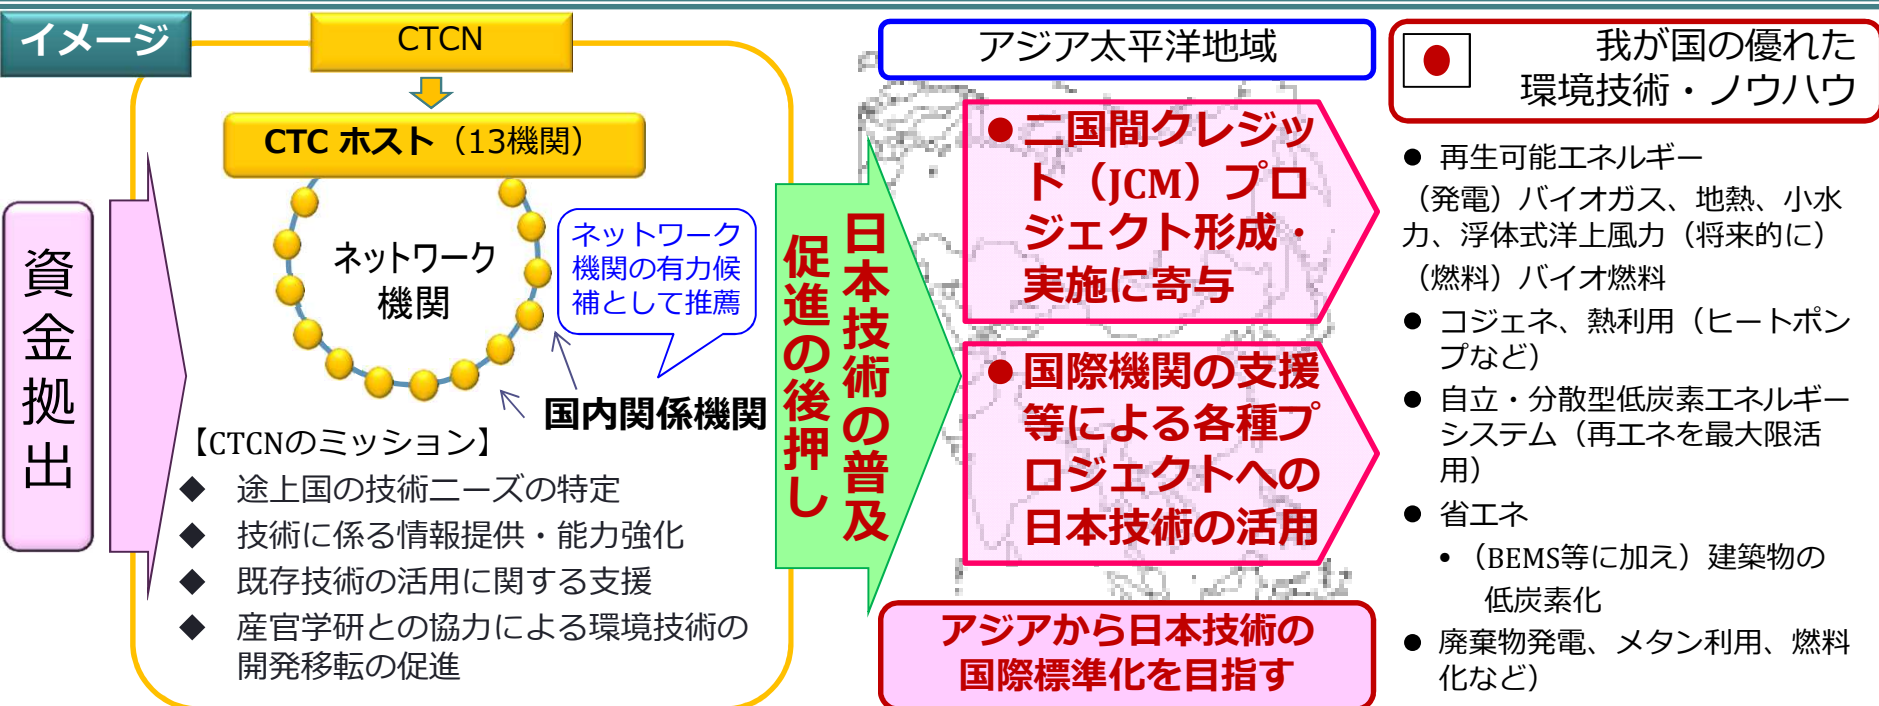 イメージ
CTCN
CTC ホスト（13機関）
ネットワーク
機関
ネットワーク
機関の有力候
補として推薦
国内関係機関
資金拠出
【CTCNのミッション】
◆ 途上国の技術ニーズの特定
◆ 技術に係る情報提供・能力強化
◆ 既存技術の活用に関する支援
◆ 産官学研との協力による環境技術の
開発移転の促進
日本技術の普及
促進の後押し
アジア太平洋地域
●二国間クレジッ
ト（JCM）プロ
ジェクト形成・
実施に寄与
●国際機関の支援
等による各種プ
ロジェクトへの
日本技術の活用
アジアから日本技術の
国際標準化を目指す
我が国の優れた
環境技術・ノウハウ
● 再生可能エネルギー
（発電）バイオガス、地熱、小水
力、浮体式洋上風力（将来的に）
（燃料）バイオ燃料
● コジェネ、熱利用（ヒートポン
プなど）
● 自立・分散型低炭素エネルギー
システム（再エネを最大限活
用）
● 省エネ
•（BEMS等に加え）建築物の
低炭素化
● 廃棄物発電、メタン利用、燃料
化など）